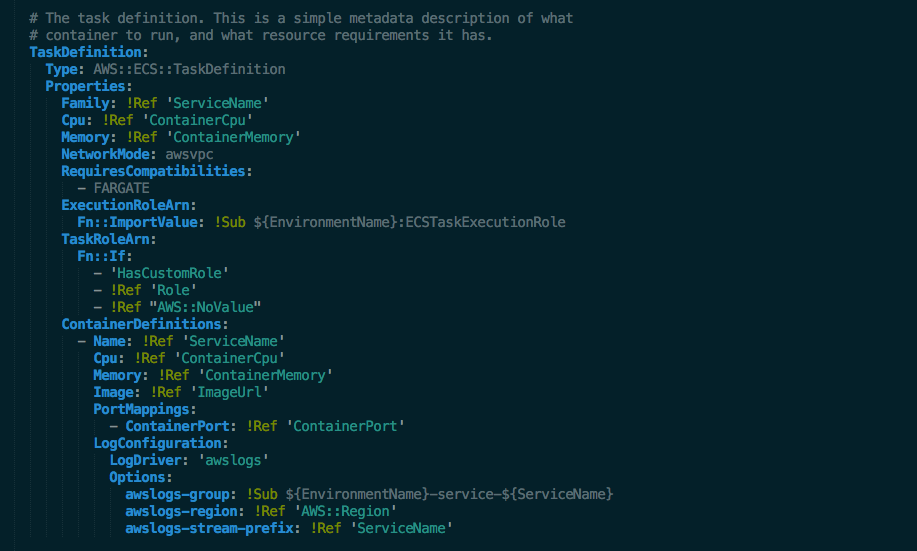 # The task definition. This is a simple metadata description of what
# container to run, and what resource requirements it has.
TaskDefinition:
  Type: AWS::ECS::TaskDefinition
  Properties:
    Family: !Ref 'ServiceName'
    Cpu: !Ref 'ContainerCpu'
    Memory: !Ref 'ContainerMemory'
    NetworkMode: awsvpc
    RequiresCompatibilities:
      - FARGATE
    ExecutionRoleArn:
      Fn::ImportValue: !Sub ${EnvironmentName}:ECSTaskExecutionRole
    TaskRoleArn:
      Fn::If:
        - 'HasCustomRole'
        - !Ref 'Role'
        - !Ref "AWS::NoValue"
    ContainerDefinitions:
      - Name: !Ref 'ServiceName'
        Cpu: !Ref 'ContainerCpu'
        Memory: !Ref 'ContainerMemory'
        Image: !Ref 'ImageUrl'
        PortMappings:
          - ContainerPort: !Ref 'ContainerPort'
        LogConfiguration:
          LogDriver: 'awslogs'
          Options:
            awslogs-group: !Sub ${EnvironmentName}-service-${ServiceName}
            awslogs-region: !Ref 'AWS::Region'
            awslogs-stream-prefix: !Ref 'ServiceName'